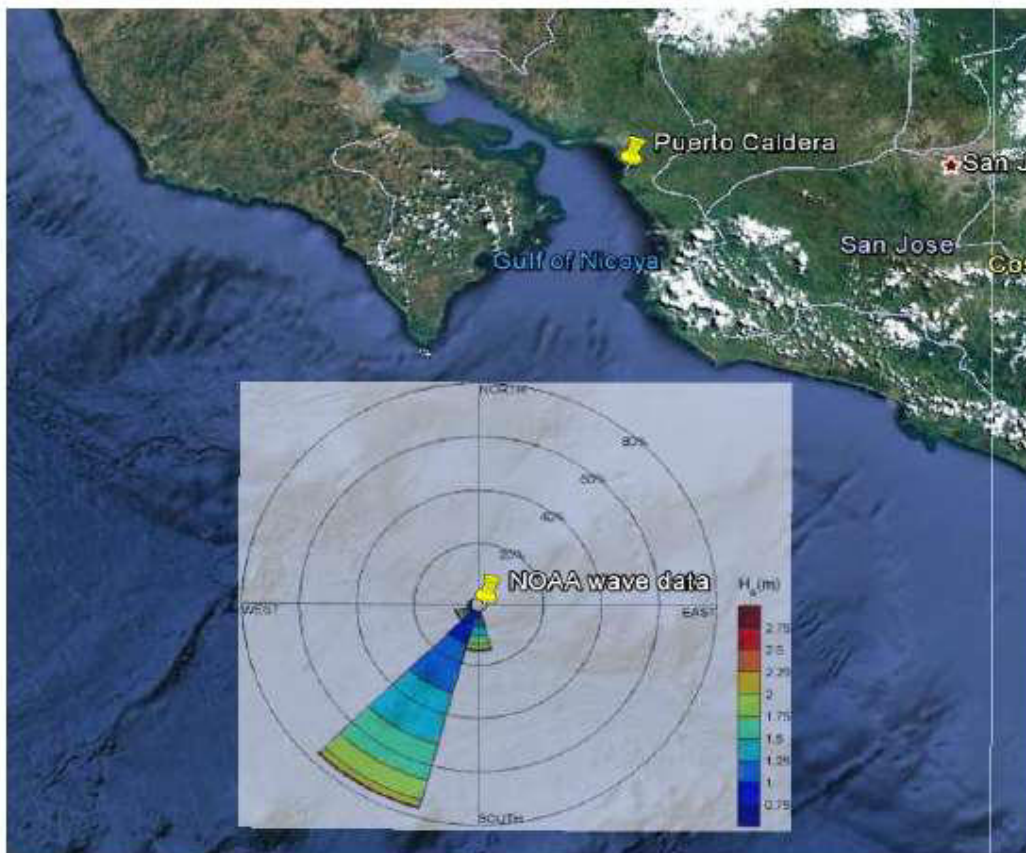 Puerto Caldera
San J
San Jose
Cos
Gulf of Nicoya
NORTH
80%
60%
40%
20%
NOAA wave data
WEST
EAST
SOUTH
Hs(m)
2.75
2.5
2.25
2
1.75
1.5
1.25
1
0.75